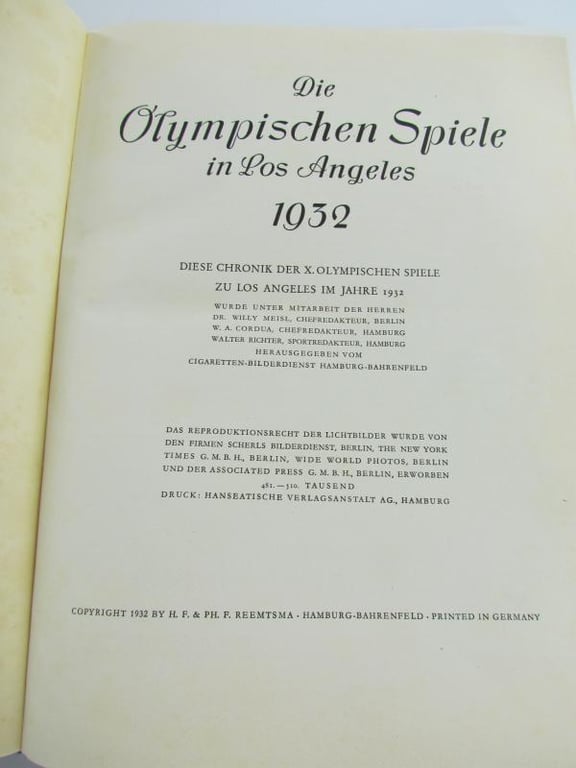 Die
Olympischen Spiele
in Los Angeles
1932
DIESE CHRONIK DER X. OLYMPISCHEN SPIELE
ZU LOS ANGELES IM JAHRE 1932
WURDE UNTER MITARBEIT DER HERREN
DR. WILLY MEISL, CHEFREDAKTEUR, BERLIN
W. A. CORDUA, CHEFREDAKTEUR, HAMBURG
WALTER RICHTER, SPORTREDAKTEUR, HAMBURG
HERAUSGEGEBEN VOM
CIGARETTEN-BILDERDIENST HAMBURG-BAHRENFELD
DAS REPRODUKTIONSRECHT DER LICHTBILDER WURDE VON
DEN FIRMEN SCHERLS BILDERDIENST, BERLIN, THE NEW YORK
TIMES G. M. B. H., BERLIN, WIDE WORLD PHOTOS, BERLIN
UND DER ASSOCIATED PRESS G. M. B. H., BERLIN, ERWORBEN
481.—510. TAUSEND
DRUCK: HANSEATISCHE VERLAGSANSTALT AG., HAMBURG
COPYRIGHT 1932 BY H. F. & PH. F. REEMTSMA · HAMBURG-BAHRENFELD · PRINTED IN GERMANY